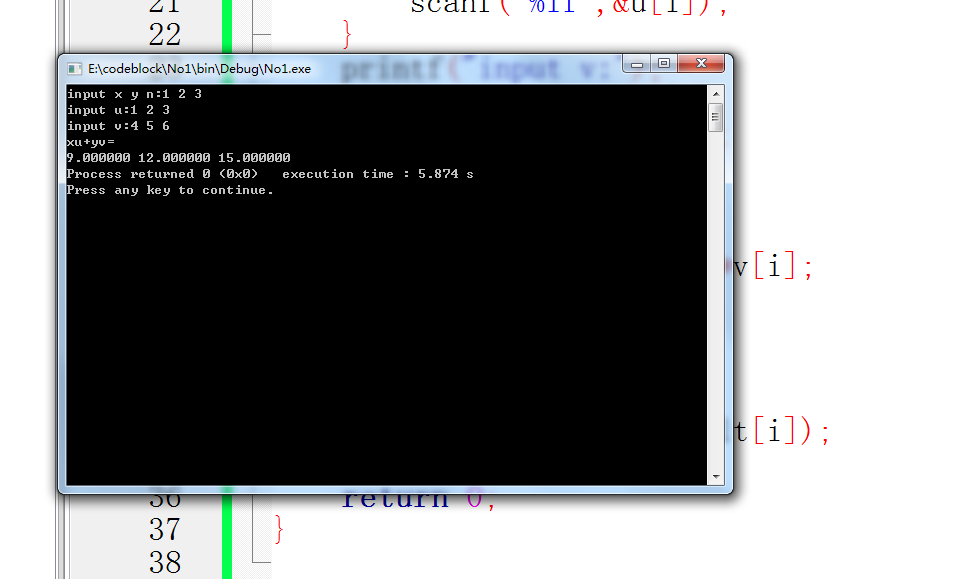 21
scanf("%lf",&u[i]);
22
}
printf("input v:");
E:\codeblock\No1\bin\Debug\No1.exe
input x y n:1 2 3
input u:1 2 3
input v:4 5 6
xu+yv=
9.000000 12.000000 15.000000
Process returned 0 (0x0)   execution time : 5.874 s
Press any key to continue.
v[i];
t[i]);
36
return 0;
37
}
38